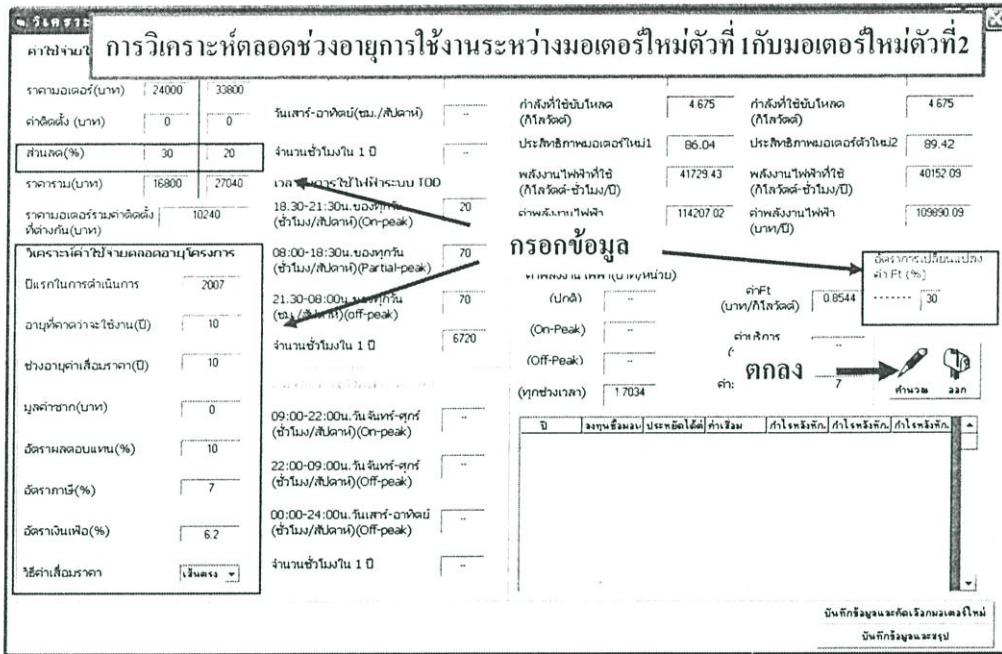 วิเคราะ
การวิเคราะห์ตลอดช่วงอายุการใช้งานระหว่างมอเตอร์ใหม่ตัวที่ 1กับมอเตอร์ใหม่ตัวที่2
ราคามอเตอร์(บาท) 24000 33800
ค่าติดตั้ง (บาท) 0 0
ส่วนลด(%) 30 20
ราคารวม(บาท) 16800 27040
ราคามอเตอร์รวมค่าติดตั้ง 10240
ที่ต่างกัน(บาท)
วิเคราะห์ค่าใช้จ่ายตลอดอายุโครงการ
ปีแรกในการดำเนินการ 2007
อายุที่คาดว่าจะใช้งาน(ปี) 10
ช่วงอายุค่าเสื่อมราคา(ปี) 10
มูลค่าซาก(บาท) 0
อัตราผลตอบแทน(%) 10
อัตราภาษี(%) 7
อัตราเงินเฟ้อ(%) 6.2
วิธีค่าเสื่อมราคา เส้นตรง
วันเสาร์-อาทิตย์(ชม./สัปดาห์) --
จำนวนชั่วโมงใน 1 ปี --
18.30-21:30น.ของทุกวัน 20
(ชั่วโมง/สัปดาห์)(On-peak)
08:00-18:30น.ของทุกวัน 70
(ชั่วโมง/สัปดาห์)(Partial-peak)
21.30-08:00น.ของทุกวัน 70
(ชม./สัปดาห์)(off-peak)
จำนวนชั่วโมงใน 1 ปี 6720
09:00-22:00น.วันจันทร์-ศุกร์ --
(ชั่วโมง/สัปดาห์)(On-peak)
22:00-09:00น.วันจันทร์-ศุกร์ --
(ชั่วโมง/สัปดาห์)(Off-peak)
00:00-24:00น.วันเสาร์-อาทิตย์ --
(ชั่วโมง/สัปดาห์)(Off-peak)
จำนวนชั่วโมงใน 1 ปี --
กำลังที่ใช้ขับโหลด 4.675 กำลังที่ใช้ขับโหลด 4.675
(กิโลวัตต์) (กิโลวัตต์)
ประสิทธิภาพมอเตอร์ใหม่1 86.04 ประสิทธิภาพมอเตอร์ตัวใหม่2 89.42
พลังงานไฟฟ้าที่ใช้ 41729.43 พลังงานไฟฟ้าที่ใช้ 40152.09
(กิโลวัตต์-ชั่วโมง/ปี) (กิโลวัตต์-ชั่วโมง/ปี)
ค่าพลังงานไฟฟ้า 114207.02 ค่าพลังงานไฟฟ้า 109890.09
(บาท/ปี)
กรอกข้อมูล
อัตราการเปลี่ยนแปลง
ค่า Ft (%)
------ 30
(ปกติ) -- ค่าFt 0.8544
(บาท/กิโลวัตต์)
(On-Peak) -- ค่าบริการ --
(Off-Peak) --
ตกลง
(ทุกช่วงเวลา) 1.7034 7
คำนวณ ออก
ปี
บันทึกข้อมูลและคัดเลือกมอเตอร์ใหม่
บันทึกข้อมูลและสรุป